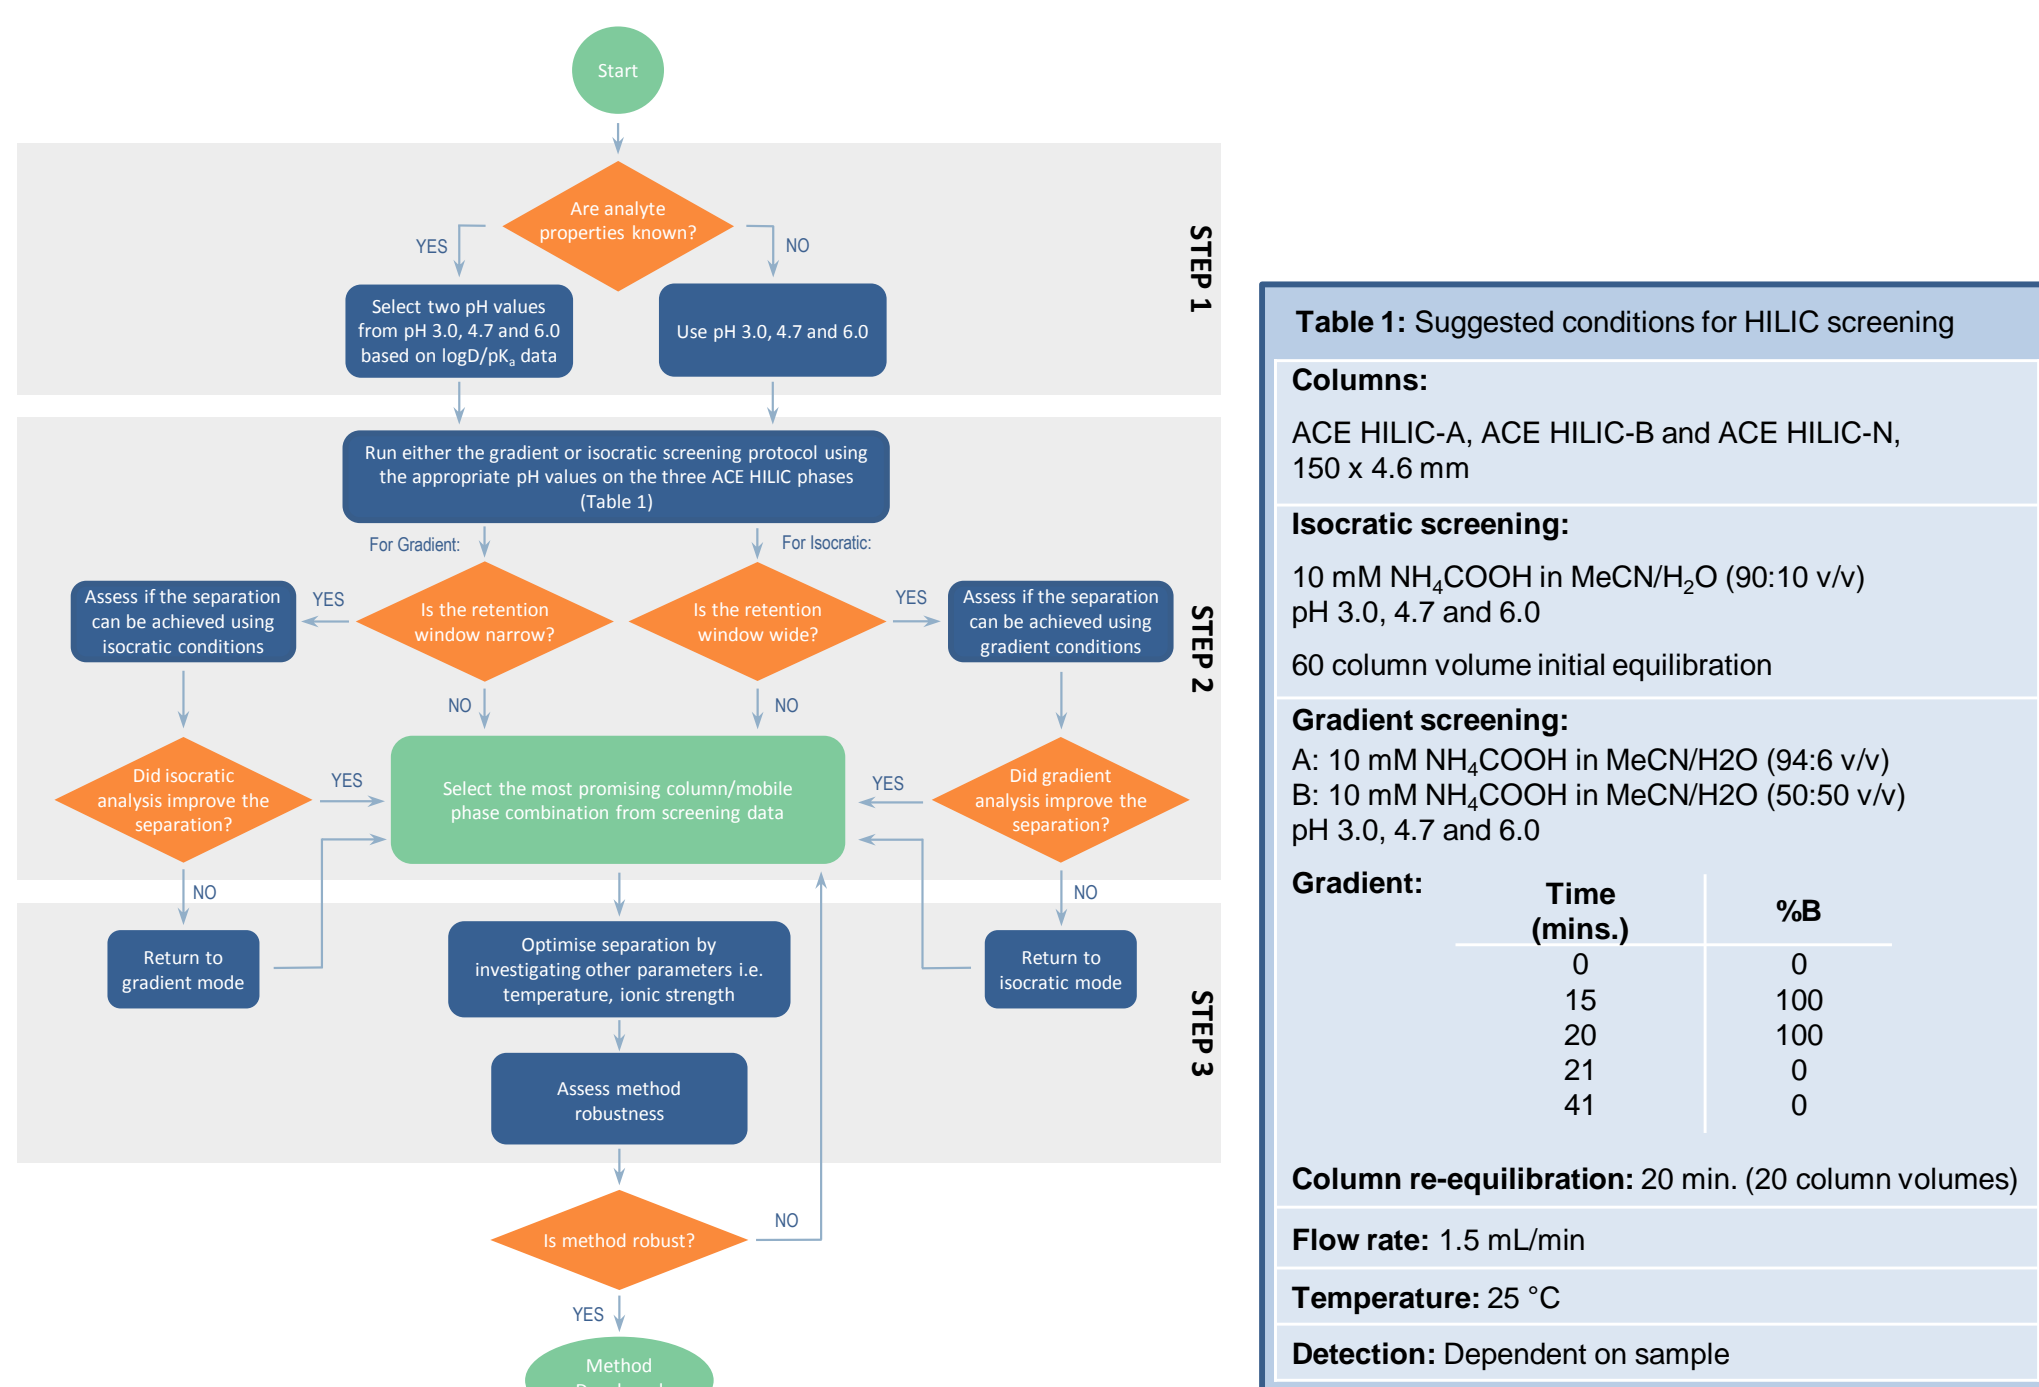 Start
Are analyte
properties known?
YES
NO
Select two pH values
from pH 3.0, 4.7 and 6.0
based on logD/pKₐ data
Use pH 3.0, 4.7 and 6.0
STEP 1
Run either the gradient or isocratic screening protocol using
the appropriate pH values on the three ACE HILIC phases
(Table 1)
For Gradient:
For Isocratic:
Assess if the separation
can be achieved using
isocratic conditions
YES
Is the retention
window narrow?
Is the retention
window wide?
YES
Assess if the separation
can be achieved using
gradient conditions
STEP 2
NO
NO
Did isocratic
analysis improve the
separation?
YES
Select the most promising column/mobile
phase combination from screening data
YES
Did gradient
analysis improve the
separation?
NO
NO
Return to
gradient mode
Optimise separation by
investigating other parameters i.e.
temperature, ionic strength
Return to
isocratic mode
STEP 3
Assess method
robustness
Is method robust?
NO
YES
Method
Table 1: Suggested conditions for HILIC screening
Columns:
ACE HILIC-A, ACE HILIC-B and ACE HILIC-N,
150 x 4.6 mm
Isocratic screening:
10 mM NH₄COOH in MeCN/H₂O (90:10 v/v)
pH 3.0, 4.7 and 6.0
60 column volume initial equilibration
Gradient screening:
A: 10 mM NH₄COOH in MeCN/H2O (94:6 v/v)
B: 10 mM NH₄COOH in MeCN/H2O (50:50 v/v)
pH 3.0, 4.7 and 6.0
Gradient:
Time
(mins.)
%B
0 0
15 100
20 100
21 0
41 0
Column re-equilibration: 20 min. (20 column volumes)
Flow rate: 1.5 mL/min
Temperature: 25 °C
Detection: Dependent on sample